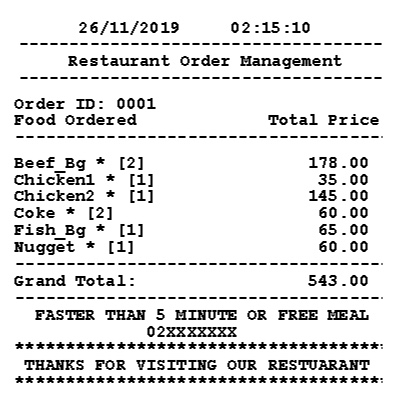 26/11/2019 02:15:10
------------------------------------
Restaurant Order Management
------------------------------------
Order ID: 0001
Food Ordered Total Price
------------------------------------
Beef_Bg * [2] 178.00
Chicken1 * [1] 35.00
Chicken2 * [1] 145.00
Coke * [2] 60.00
Fish_Bg * [1] 65.00
Nugget * [1] 60.00
------------------------------------
Grand Total: 543.00
------------------------------------
FASTER THAN 5 MINUTE OR FREE MEAL
02XXXXXXX
************************************
THANKS FOR VISITING OUR RESTUARANT
************************************